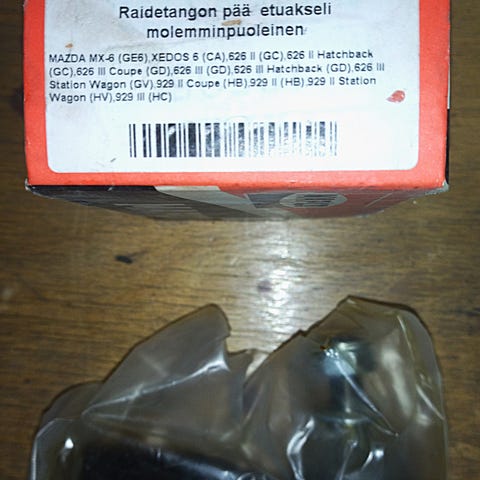 Raidetangon pää etuakseli
molemminpuoleinen
MAZDA MX-6 (GE6),XEDOS 6 (CA),626 II (GC),626 II Hatchback
(GC),626 III Coupe (GD),626 III (GD),626 III Hatchback (GD),626 III
Station Wagon (GV),929 II Coupe (HB),929 II (HB),929 II Station
Wagon (HV),929 III (HC)